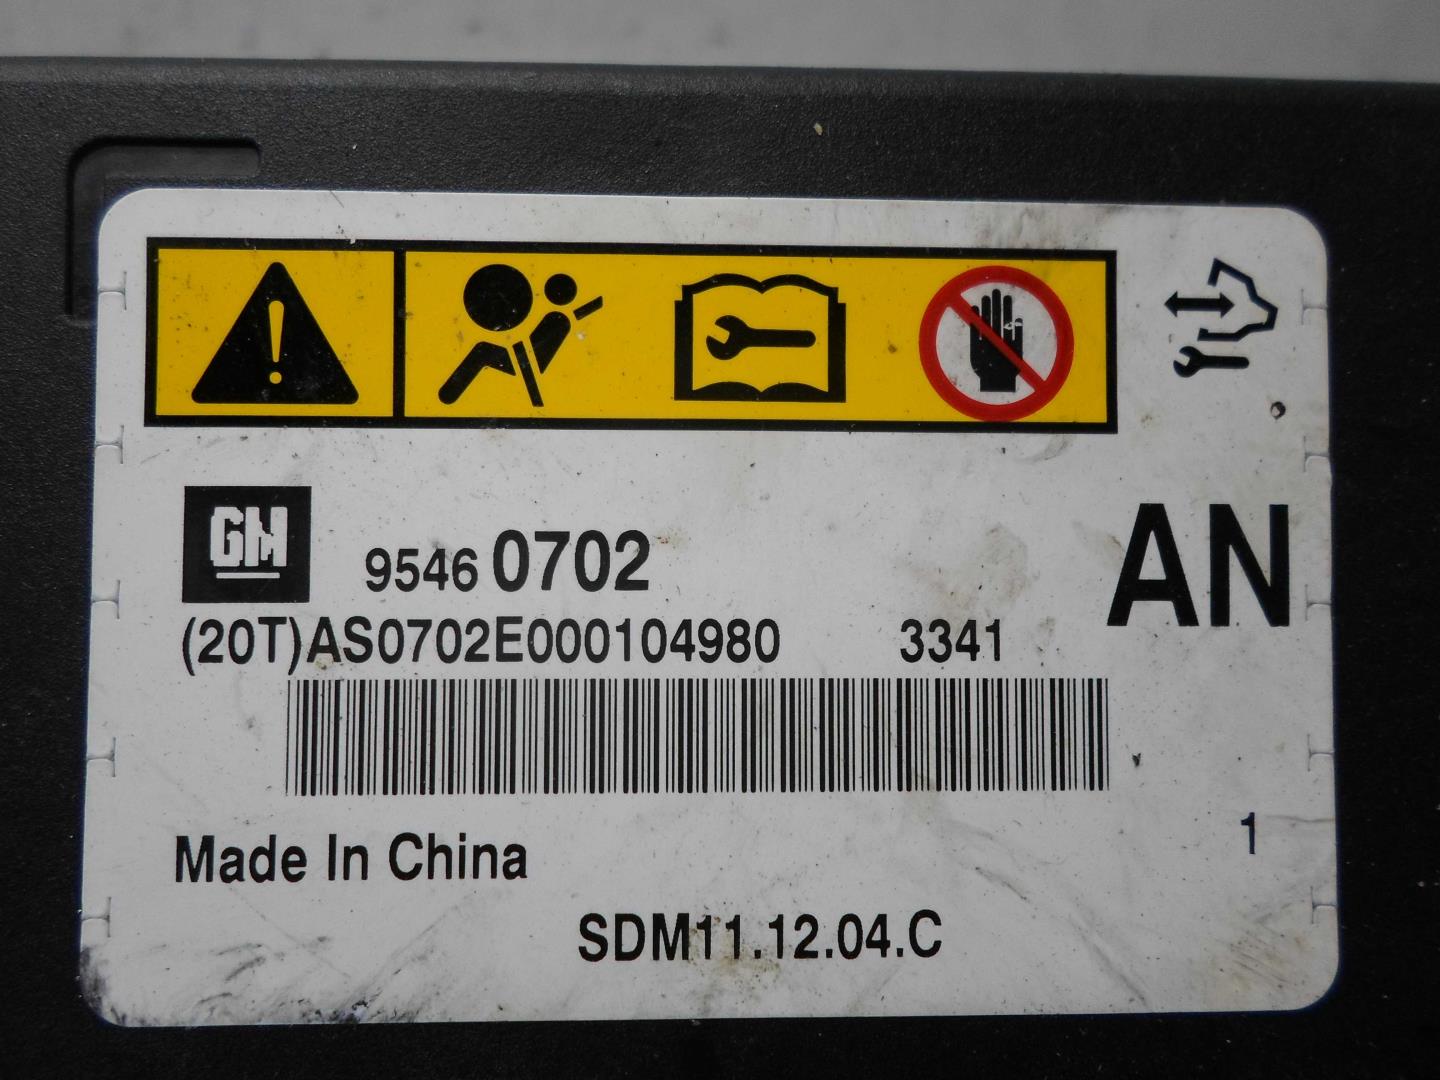 GM 9546 0702 AN
(20T)AS0702E000104980 3341
Made In China
1
SDM11.12.04.C